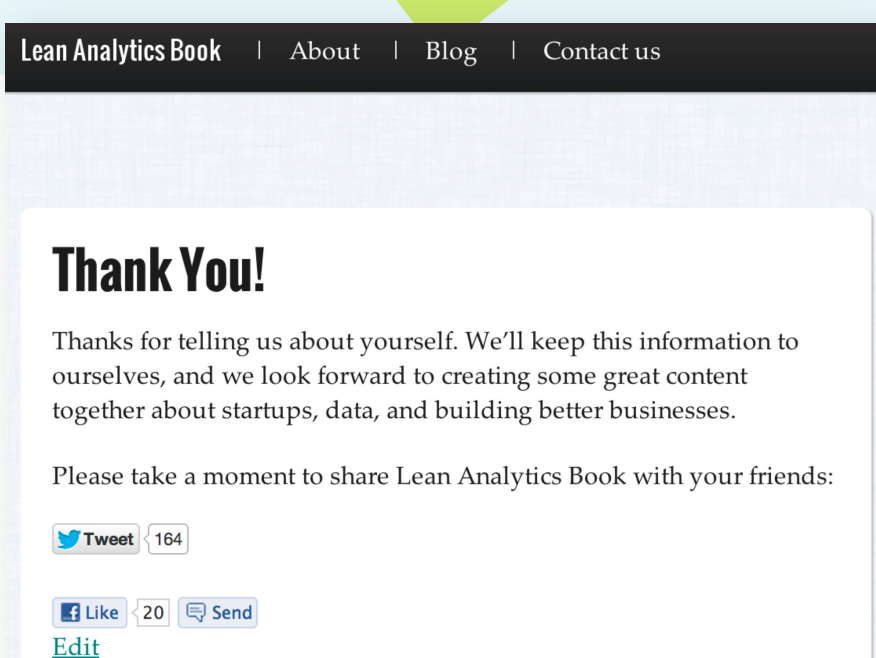 Lean Analytics Book | About | Blog | Contact us
Thank You!
Thanks for telling us about yourself. We’ll keep this information to
ourselves, and we look forward to creating some great content
together about startups, data, and building better businesses.
Please take a moment to share Lean Analytics Book with your friends:
Tweet 164
Like 20 Send
Edit